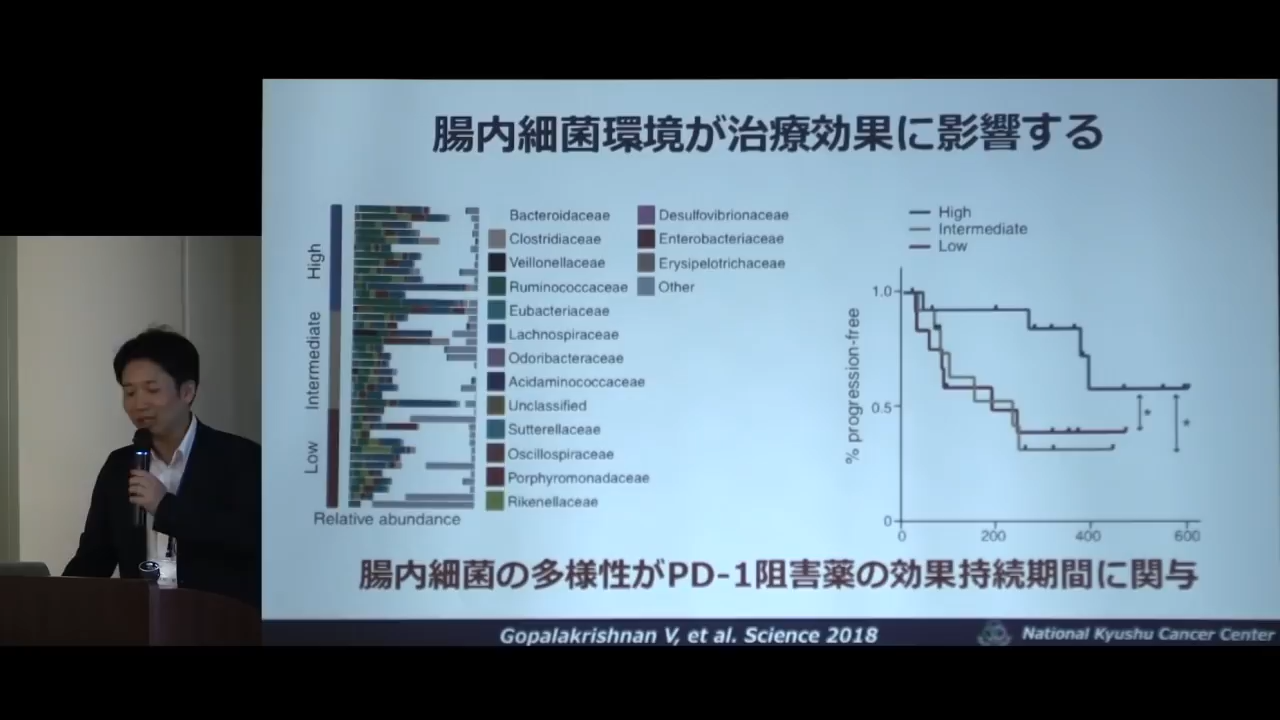 腸内細菌環境が治療効果に影響する
High
Intermediate
Low
Relative abundance
Bacteroidaceae
Clostridiaceae
Veillonellaceae
Ruminococcaceae
Eubacteriaceae
Lachnospiraceae
Odoribacteraceae
Acidaminococcaceae
Unclassified
Sutterellaceae
Oscillospiraceae
Porphyromonadaceae
Rikenellaceae
Desulfovibrionaceae
Enterobacteriaceae
Erysipelotrichaceae
Other
High
Intermediate
Low
% progression-free
1.0
0.5
0
0 200 400 600
*
*
腸内細菌の多様性がPD-1阻害薬の効果持続期間に関与
Gopalakrishnan V, et al. Science 2018
National Kyushu Cancer Center